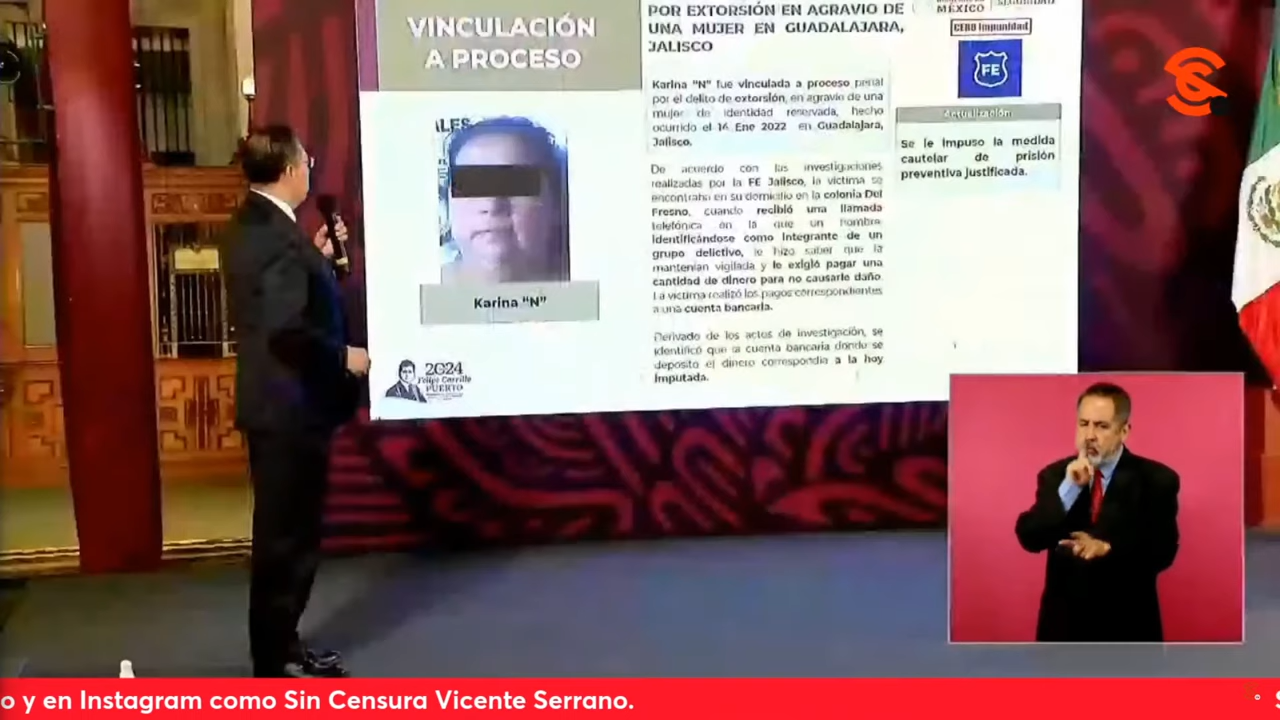 VINCULACIÓN
A PROCESO
POR EXTORSIÓN EN AGRAVIO DE
UNA MUJER EN GUADALAJARA,
JALISCO
MÉXICO
SEGURIDAD
CERO Impunidad
FE
Karina "N" fue vinculada a proceso penal
por el delito de extorsión, en agravio de una
mujer de identidad reservada, hecho
ocurrido el 14 Ene 2022 en Guadalajara,
Jalisco.
De acuerdo con las investigaciones
realizadas por la FE Jalisco, la víctima se
encontraba en su domicilio en la colonia Del
Fresno, cuando recibió una llamada
telefónica en la que un hombre
identificándose como integrante de un
grupo delictivo, le hizo saber que la
mantenían vigilada y le exigió pagar una
cantidad de dinero para no causarle daño.
La víctima realizó los pagos correspondientes
a una cuenta bancaria.
Derivado de los actos de investigación, se
identificó que la cuenta bancaria donde se
depositó el dinero correspondía a la hoy
imputada.
Actualización
Se le impuso la medida
cautelar de prisión
preventiva justificada.
ALES
Karina "N"
2024
Felipe Carrillo
PUERTO
o y en Instagram como Sin Censura Vicente Serrano.